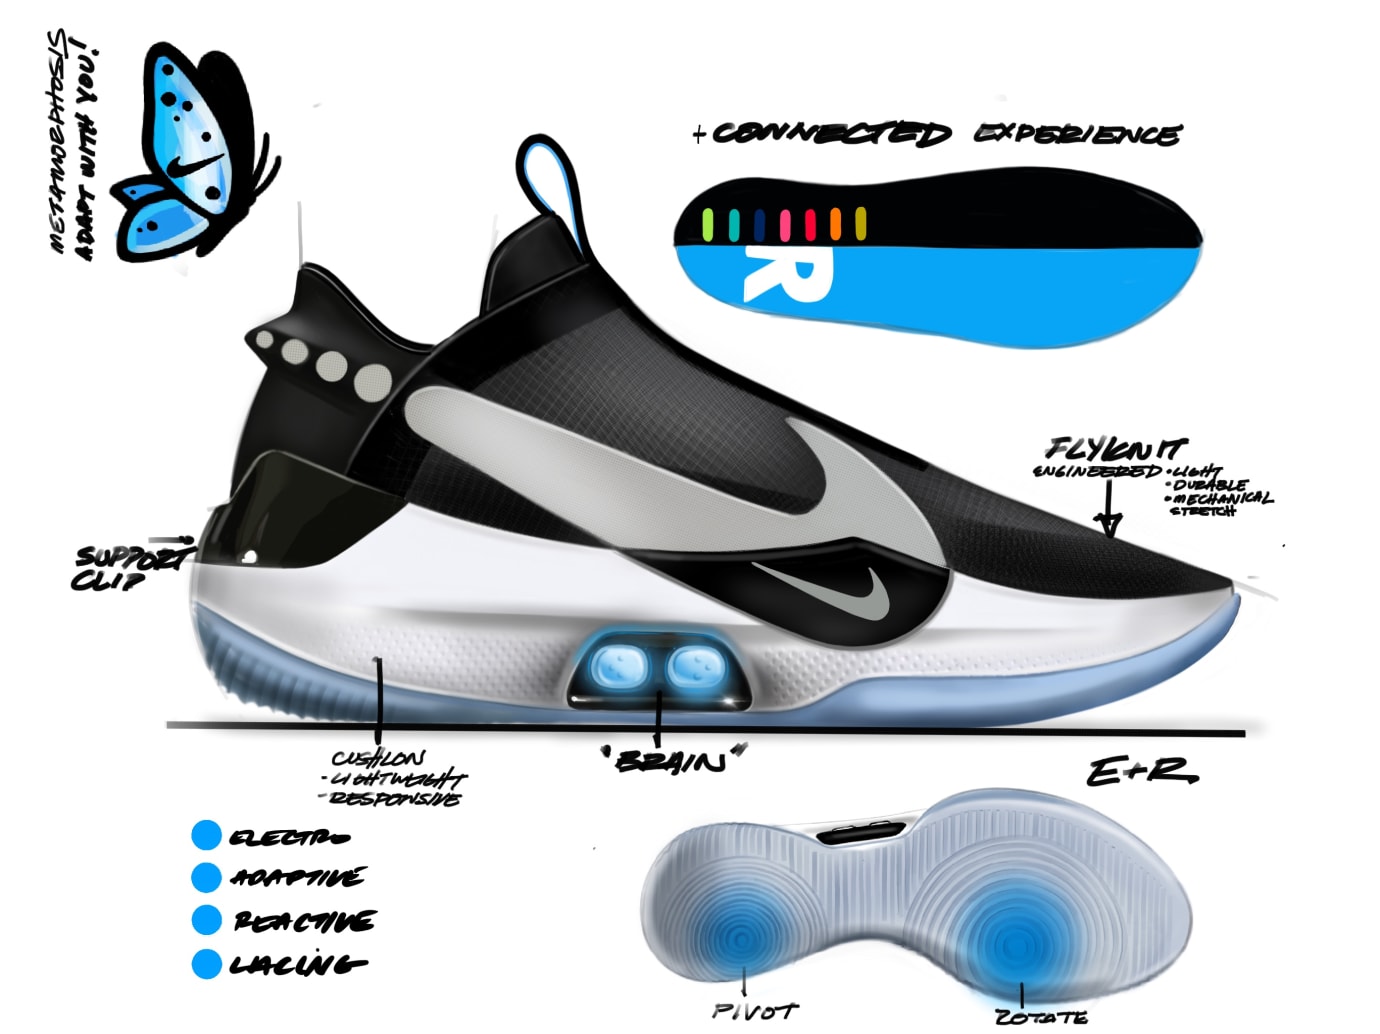 METAMORPHOSIS
ADAPT WITH YOU!
+ CONNECTED EXPERIENCE
R
FLYKNIT
ENGINEERED • LIGHT
• DURABLE
• MECHANICAL
STRETCH
SUPPORT
CLIP
CUSHLON
- LIGHTWEIGHT
- RESPONSIVE
"BRAIN"
E+R
ELECTRO
ADAPTIVE
REACTIVE
LACING
PIVOT
ROTATE